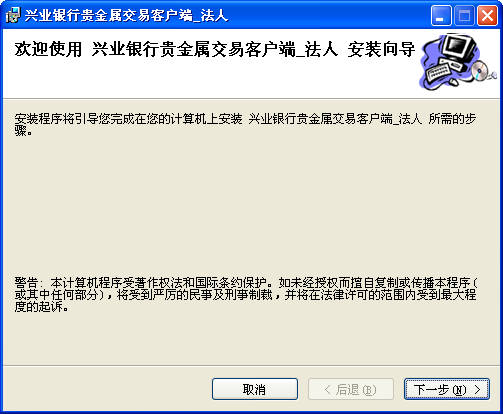 兴业银行贵金属交易客户端_法人
欢迎使用 兴业银行贵金属交易客户端_法人 安装向导
安装程序将引导您完成在您的计算机上安装 兴业银行贵金属交易客户端_法人 所需的步
骤。
警告: 本计算机程序受著作权法和国际条约保护。如未经授权而擅自复制或传播本程序(
或其中任何部分),将受到严厉的民事及刑事制裁,并将在法律许可的范围内受到最大程
度的起诉。
取消
< 后退(B)
下一步(N) >